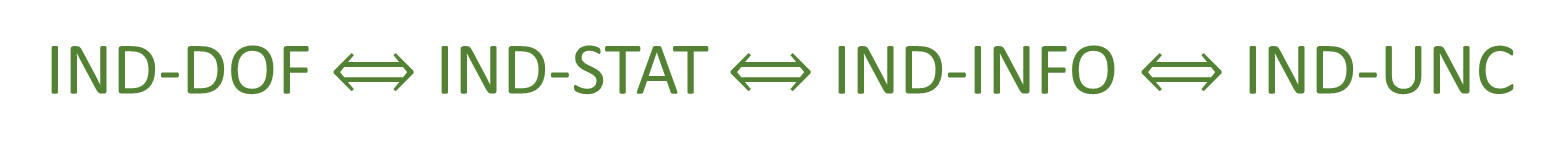 IND-DOF ⟺ IND-STAT ⟺ IND-INFO ⟺ IND-UNC